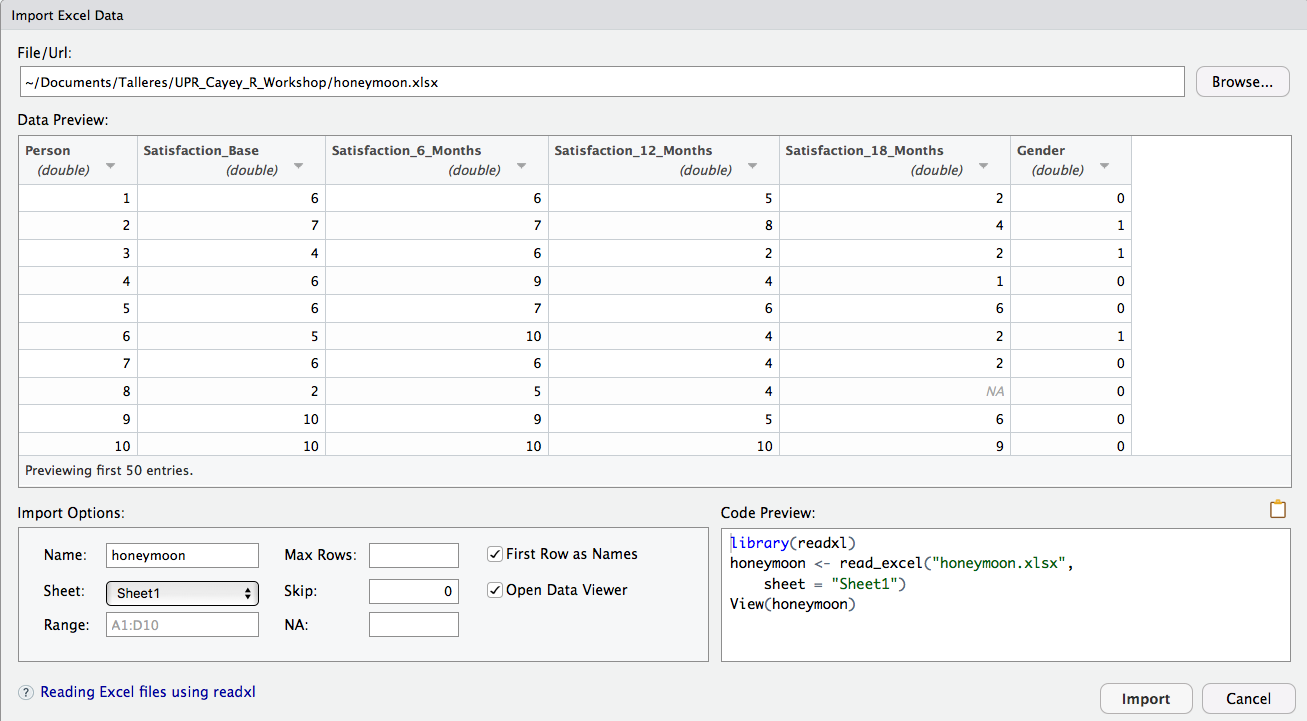 Import Excel Data
File/Url:
~/Documents/Talleres/UPR_Cayey_R_Workshop/honeymoon.xlsx
Browse...
Data Preview:
Person Satisfaction_Base Satisfaction_6_Months Satisfaction_12_Months Satisfaction_18_Months Gender
(double) (double) (double) (double) (double) (double)
1 6 6 5 2 0
2 7 7 8 4 1
3 4 6 2 2 1
4 6 9 4 1 0
5 6 7 6 6 0
6 5 10 4 2 1
7 6 6 4 2 0
8 2 5 4 NA 0
9 10 9 5 6 0
10 10 10 10 9 0
Previewing first 50 entries.
Import Options:
Name: honeymoon Max Rows: First Row as Names
Sheet: Sheet1 Skip: 0 Open Data Viewer
Range: A1:D10 NA:
Code Preview:
library(readxl)
honeymoon <- read_excel("honeymoon.xlsx",
    sheet = "Sheet1")
View(honeymoon)
? Reading Excel files using readxl
Import Cancel